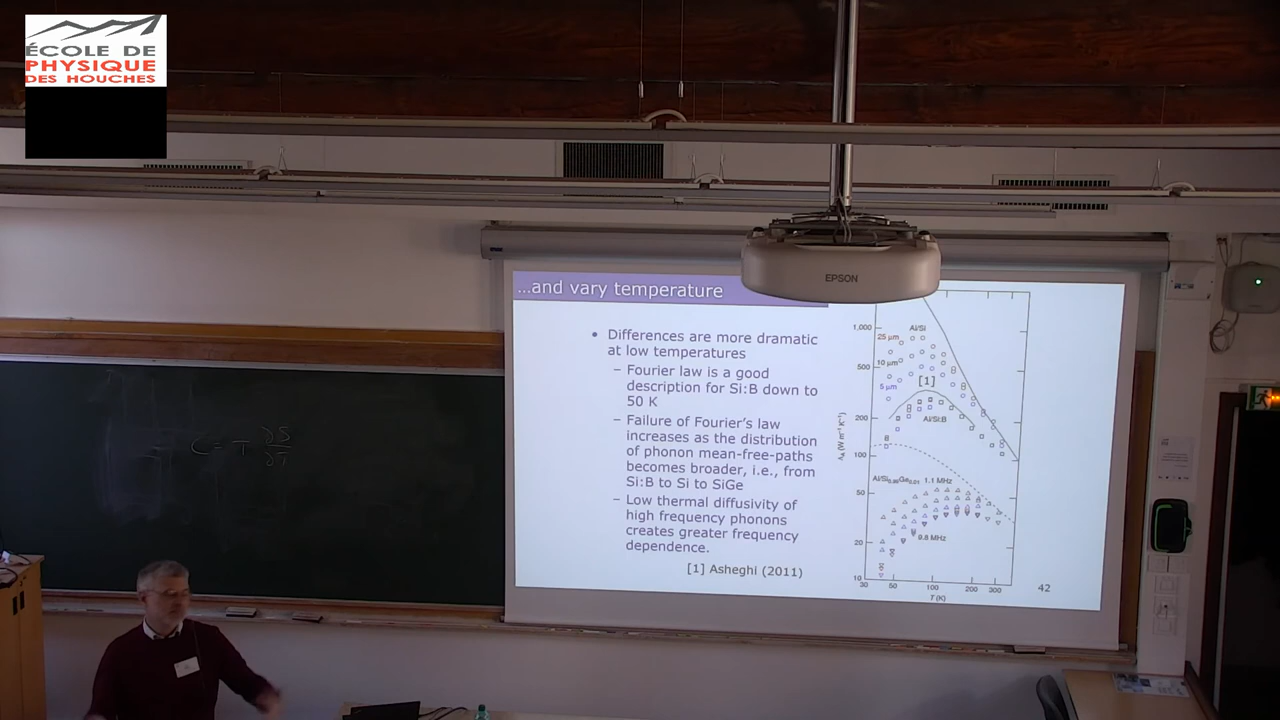 ÉCOLE DE
PHYSIQUE
DES HOUCHES
EPSON
...and vary temperature
• Differences are more dramatic
at low temperatures
– Fourier law is a good
description for Si:B down to
50 K
– Failure of Fourier's law
increases as the distribution
of phonon mean-free-paths
becomes broader, i.e., from
Si:B to Si to SiGe
– Low thermal diffusivity of
high frequency phonons
creates greater frequency
dependence.
[1] Asheghi (2011)
1,000
Al/Si
25 µm
10 µm
500
5 µm
[1]
200
Al/Si:B
100
Al/Si0.99Ge0.01 1.1 MHz
50
9.8 MHz
20
10
30 50 100 200 300
T (K)
42
C = T ∂S
∂T